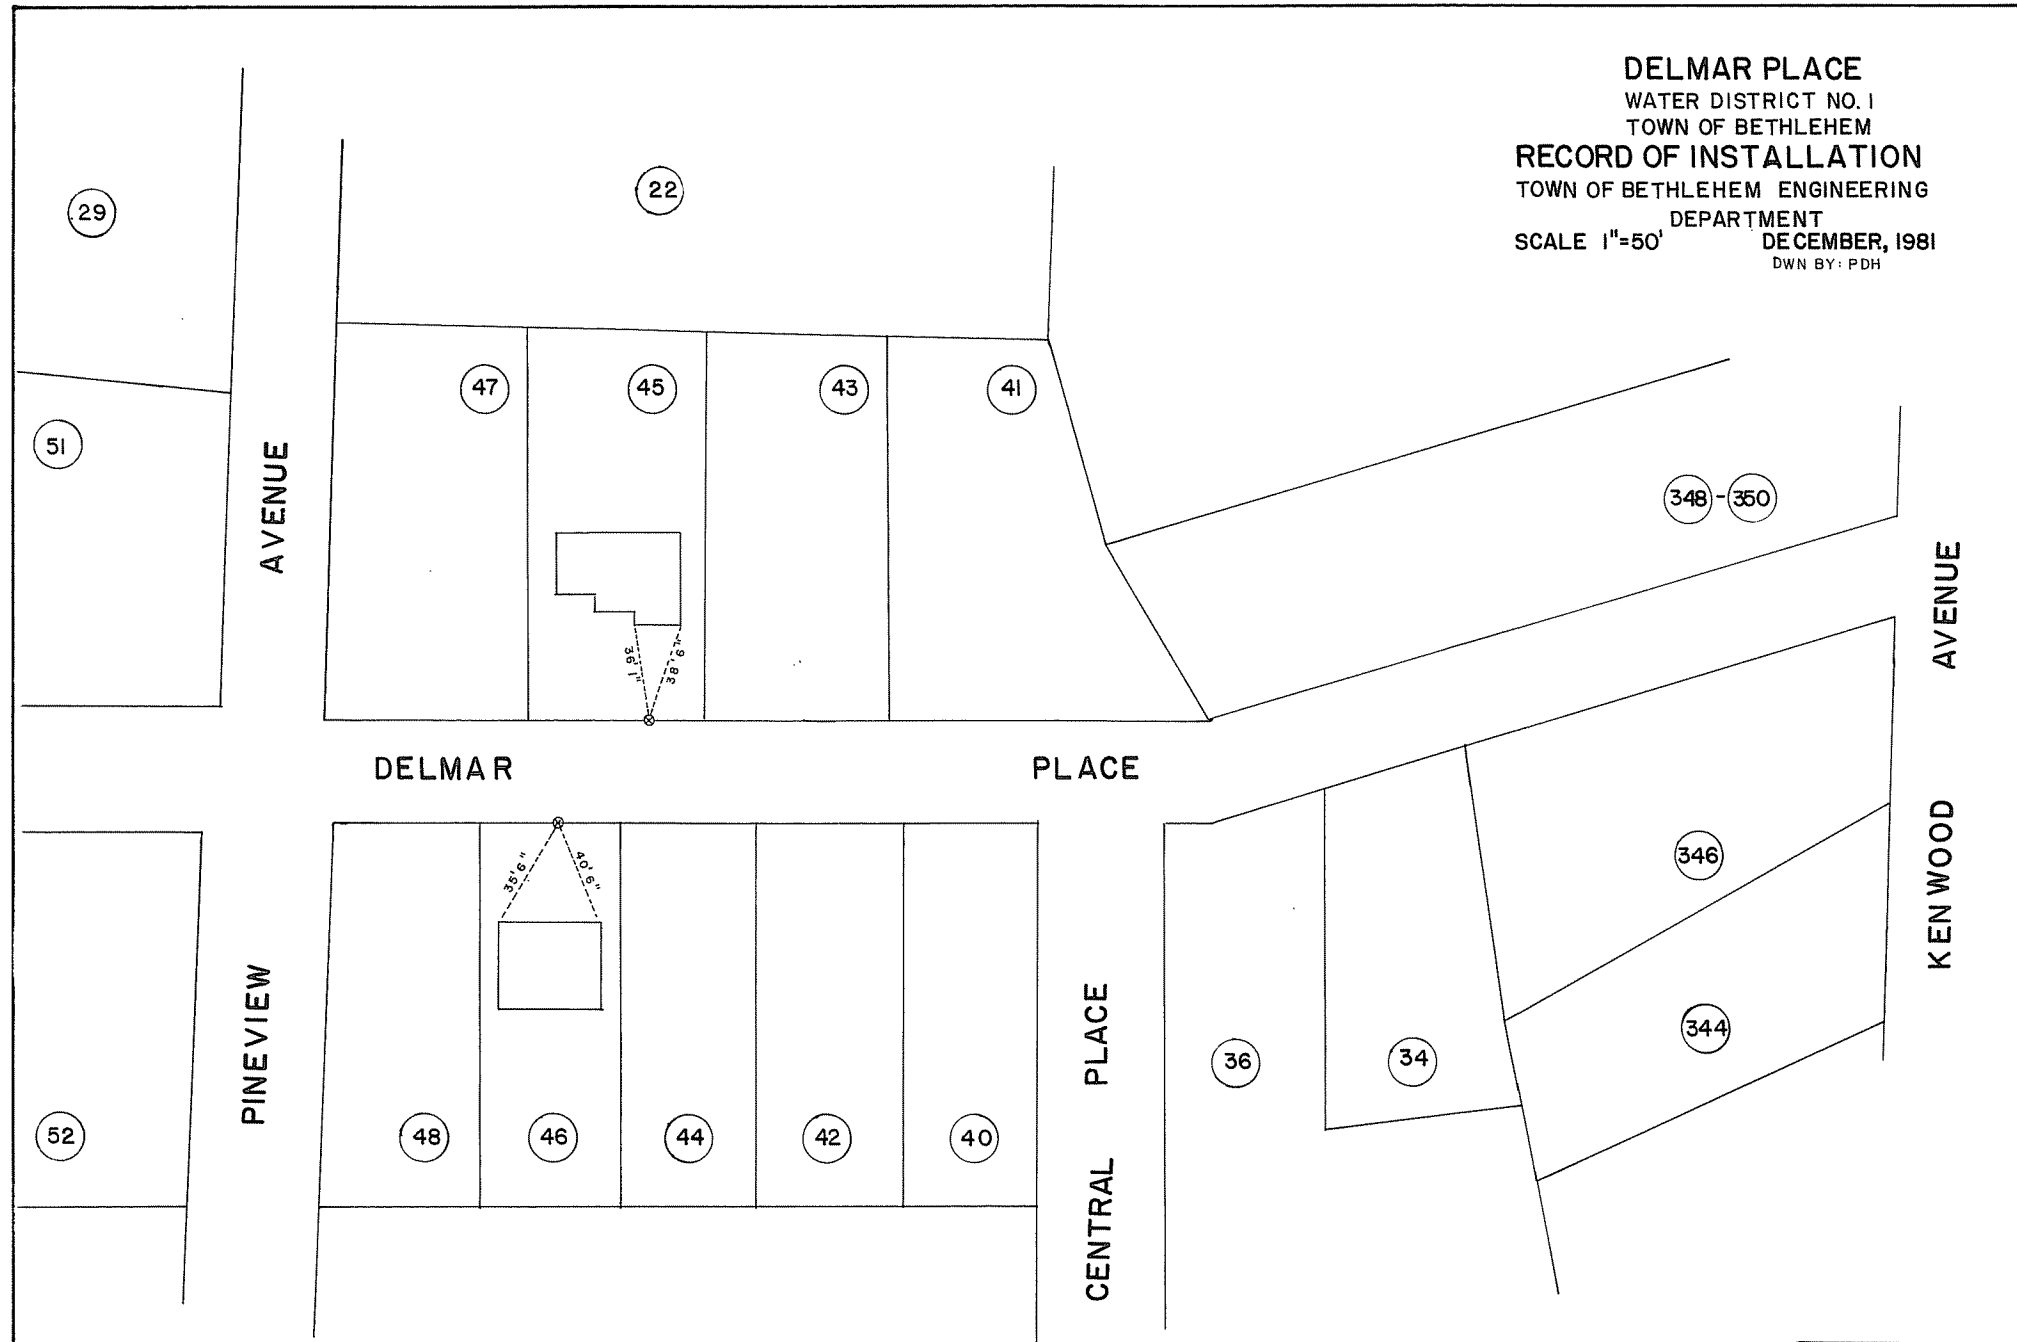 DELMAR PLACE
WATER DISTRICT NO. 1
TOWN OF BETHLEHEM
RECORD OF INSTALLATION
TOWN OF BETHLEHEM ENGINEERING
DEPARTMENT
SCALE 1"=50'
DECEMBER, 1981
DWN BY: PDH
29
22
47
45
43
41
51
AVENUE
348 - 350
AVENUE
36' 1"
38' 6"
DELMAR
PLACE
35' 6"
40' 6"
346
KENWOOD
PINEVIEW
PLACE
344
36
34
52
48
46
44
42
40
CENTRAL